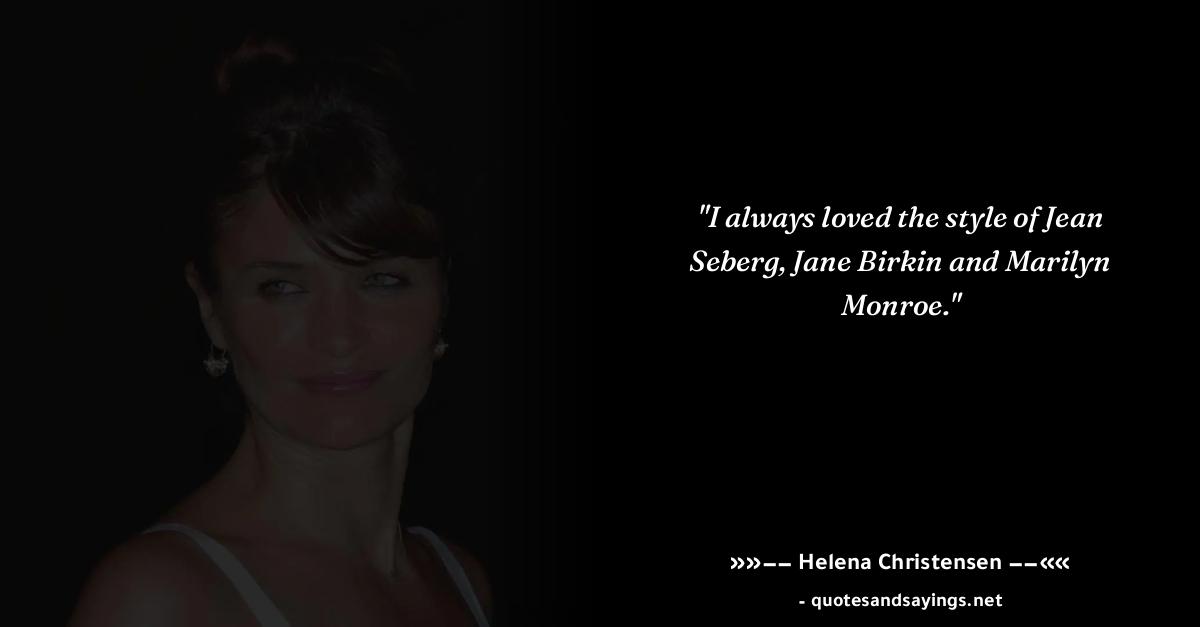 "I always loved the style of Jean
Seberg, Jane Birkin and Marilyn
Monroe."
»»−− Helena Christensen −−««
- quotesandsayings.net